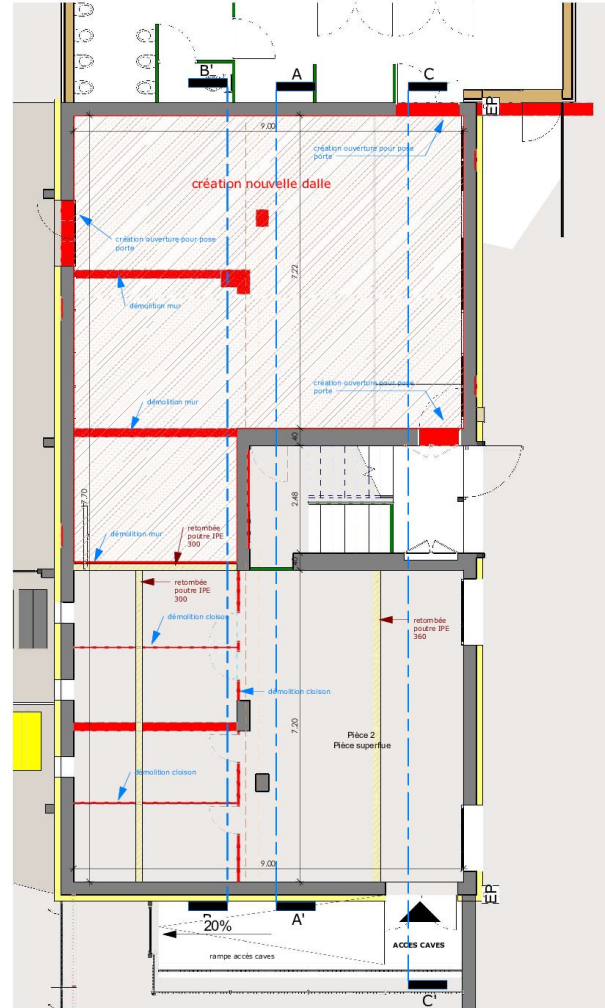 B'
A
C
EP
9.00
création ouverture pour pose
porte
création nouvelle dalle
création ouverture pour pose
porte
7.22
démolition mur
création ouverture pour pose
porte
démolition mur
40
2.48
17.70
retombée
poutre IPE
300
démolition mur
40
retombée
poutre IPE
300
retombée
poutre IPE
360
démolition cloison
démolition cloison
7.20
Pièce 2
Pièce superflue
démolition cloison
9.00
EP
B
A'
20%
rampe accès caves
ACCES CAVES
C'